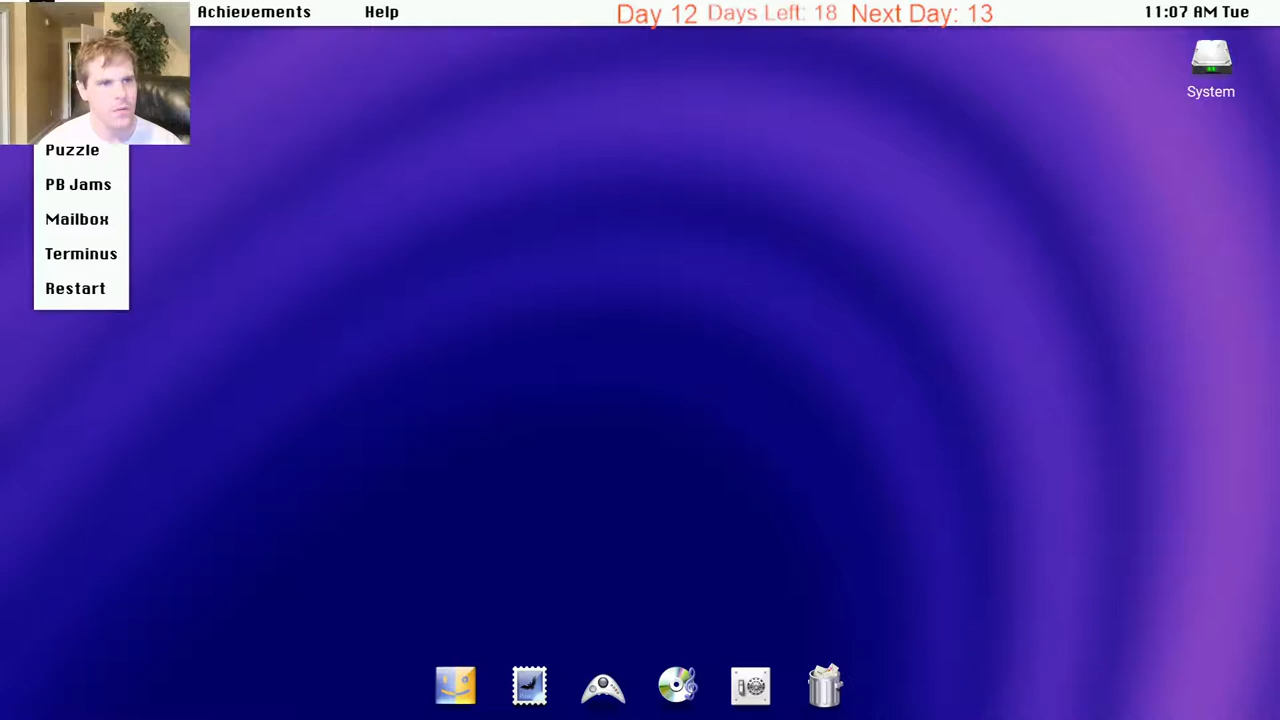 Achievements Help Day 12 Days Left: 18 Next Day: 13 11:07 AM Tue
System
Puzzle
PB Jams
Mailbox
Terminus
Restart